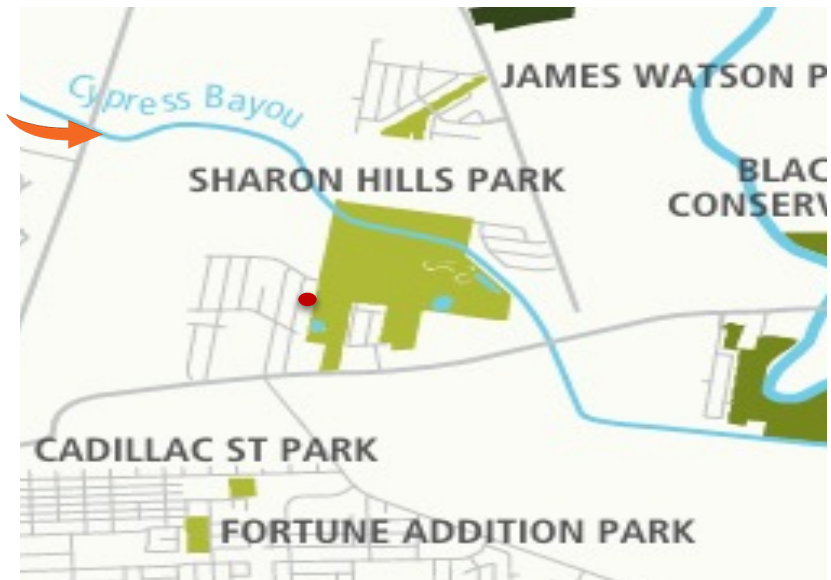 Cypress Bayou
JAMES WATSON P
SHARON HILLS PARK
BLAC
CONSERV
CADILLAC ST PARK
FORTUNE ADDITION PARK